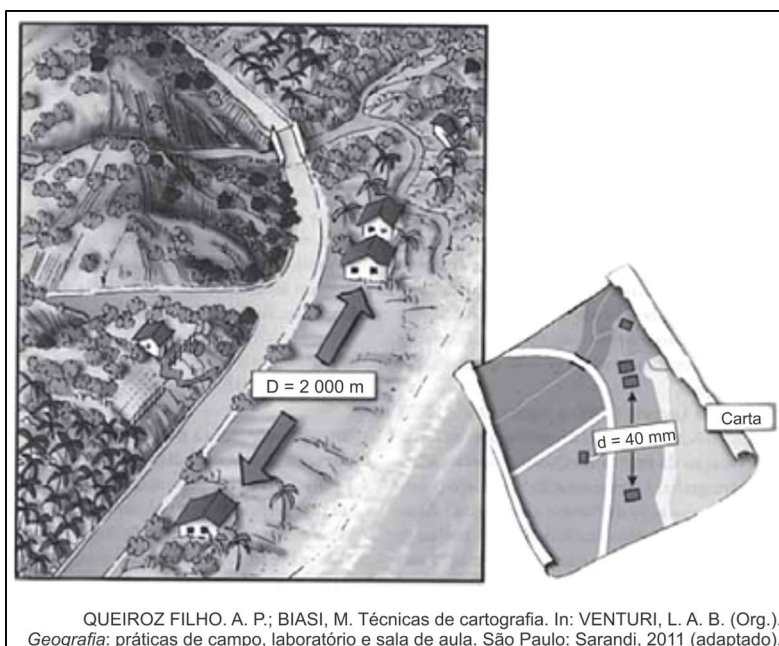 D = 2 000 m
Carta
d = 40 mm
QUEIROZ FILHO. A. P.; BIASI, M. Técnicas de cartografia. In: VENTURI, L. A. B. (Org.).
Geografia: práticas de campo, laboratório e sala de aula. São Paulo: Sarandi, 2011 (adaptado).